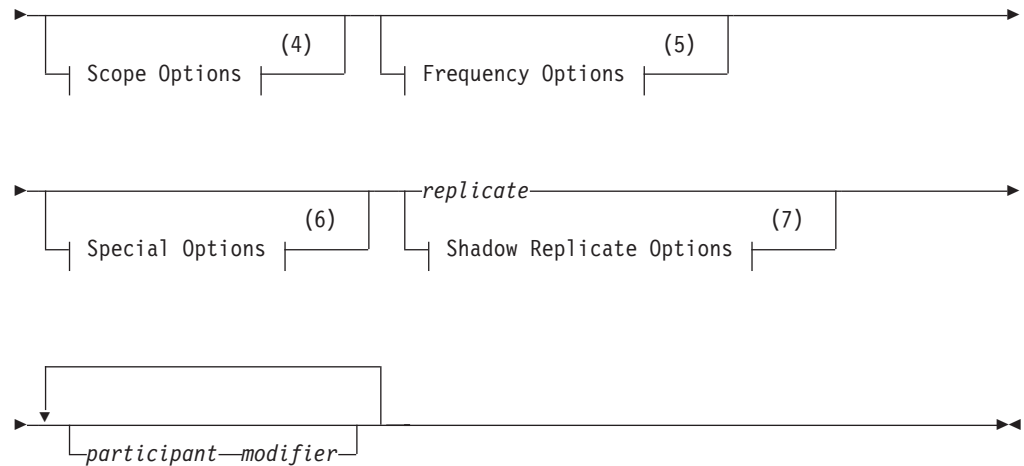 (4) (5)
Scope Options Frequency Options
replicate
(6) (7)
Special Options Shadow Replicate Options
participant modifier